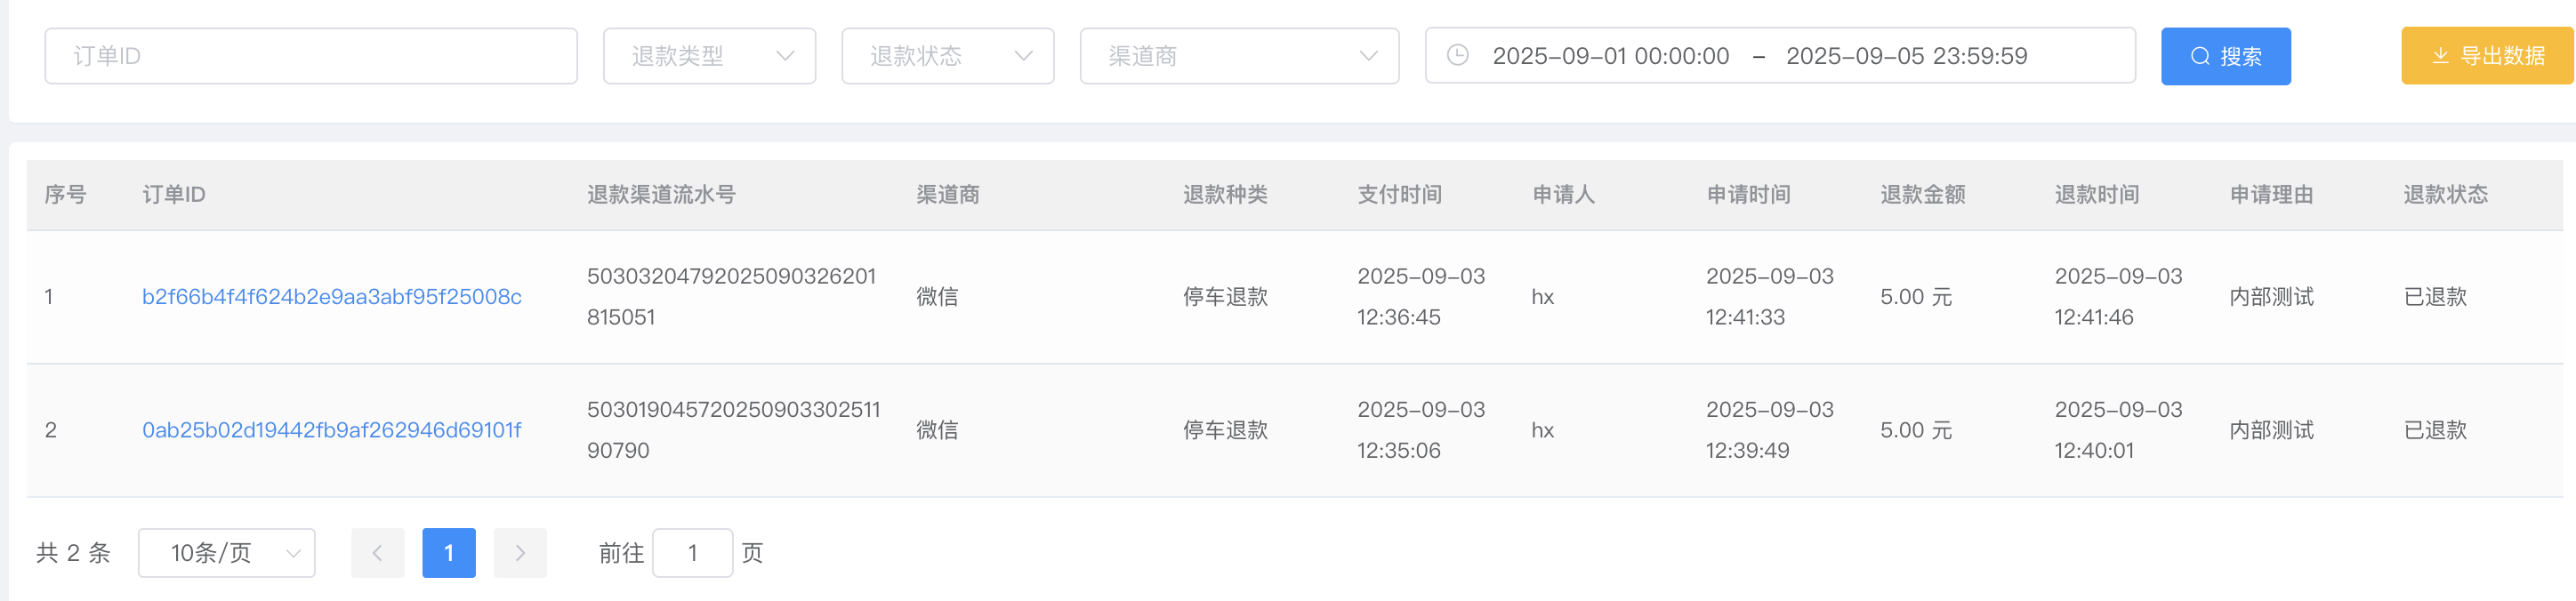 订单ID 退款类型 退款状态 渠道商 2025-09-01 00:00:00 - 2025-09-05 23:59:59 搜索 导出数据
序号 订单ID 退款渠道流水号 渠道商 退款种类 支付时间 申请人 申请时间 退款金额 退款时间 申请理由 退款状态
50303204792025090326201 2025-09-03 2025-09-03 2025-09-03
1 b2f66b4f4f624b2e9aa3abf95f25008c 微信 停车退款 hx 5.00 元 内部测试 已退款
815051 12:36:45 12:41:33 12:41:46
503019045720250903302511 2025-09-03 2025-09-03 2025-09-03
2 0ab25b02d19442fb9af262946d69101f 微信 停车退款 hx 5.00 元 内部测试 已退款
90790 12:35:06 12:39:49 12:40:01
共 2 条 10条/页 1 前往 1 页